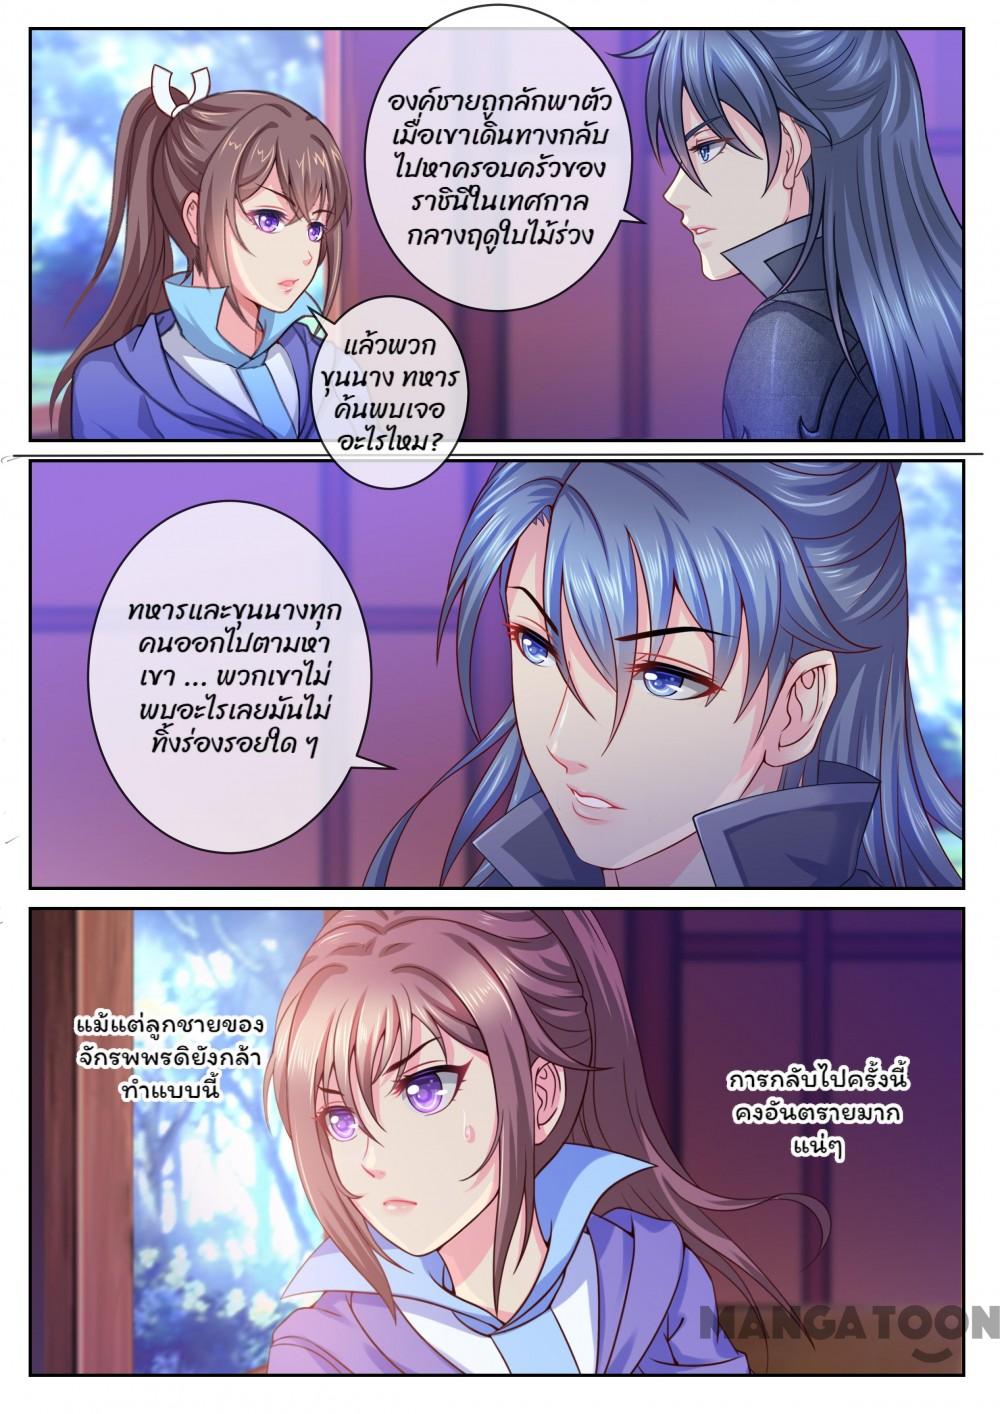 องค์ชายถูกลักพาตัว
เมื่อเขาเดินทางกลับ
ไปหาครอบครัวของ
ราชินีในเทศกาล
กลางฤดูใบไม้ร่วง
แล้วพวก
ขุนนาง ทหาร
ค้นพบเจอ
อะไรไหม?
ทหารและขุนนางทุก
คนออกไปตามหา
เขา ... พวกเขาไม่
พบอะไรเลยมันไม่
ทิ้งร่องรอยใด ๆ
แม้แต่ลูกชายของ
จักรพพรดิยังกล้า
ทำแบบนี้
การกลับไปครั้งนี้
คงอันตรายมาก
แน่ๆ
MANGATOON